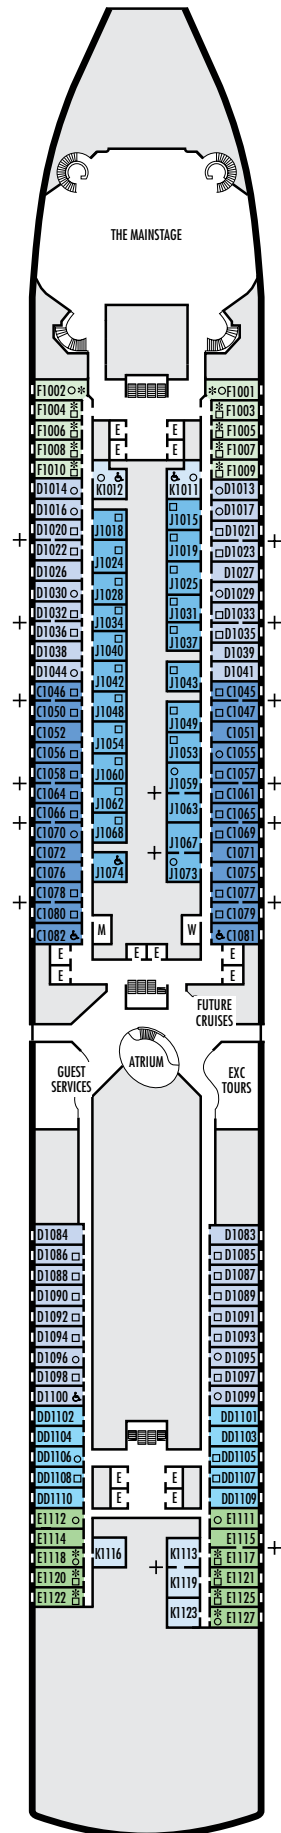 THE MAINSTAGE
F1002 F1001
F1004 F1003
F1006 E E F1005
F1008 E E F1007
F1010 F1009
D1014 K1012 K1011 D1013
D1016 J1015 D1017
D1020 J1018 D1021
D1022 J1019 D1023
D1026 J1024 J1025 D1027
D1030 J1028 D1029
D1032 J1034 J1031 D1033
D1036 J1037 D1035
D1038 J1040 D1039
D1044 J1042 J1043 D1041
C1046 C1045
C1050 J1048 J1049 C1047
C1052 C1051
C1056 J1054 J1053 C1055
C1058 J1060 J1059 C1057
C1064 J1062 J1063 C1061
C1066 C1065
C1070 J1068 J1067 C1069
C1072 C1071
C1076 J1074 J1073 C1075
C1078 C1077
C1080 C1079
C1082 M W C1081
E E E E
E E
FUTURE
CRUISES
ATRIUM
GUEST
SERVICES
EXC
TOURS
D1084 D1083
D1086 D1085
D1088 D1087
D1090 D1089
D1092 D1091
D1094 D1093
D1096 D1095
D1098 D1097
D1100 D1099
DD1102 DD1101
DD1104 DD1103
DD1106 DD1105
DD1108 E E DD1107
DD1110 E E DD1109
E1112 E1111
E1114 E1115
E1118 K1116 K1113 E1117
E1120 K1119 E1121
E1122 E1125
K1123 E1127